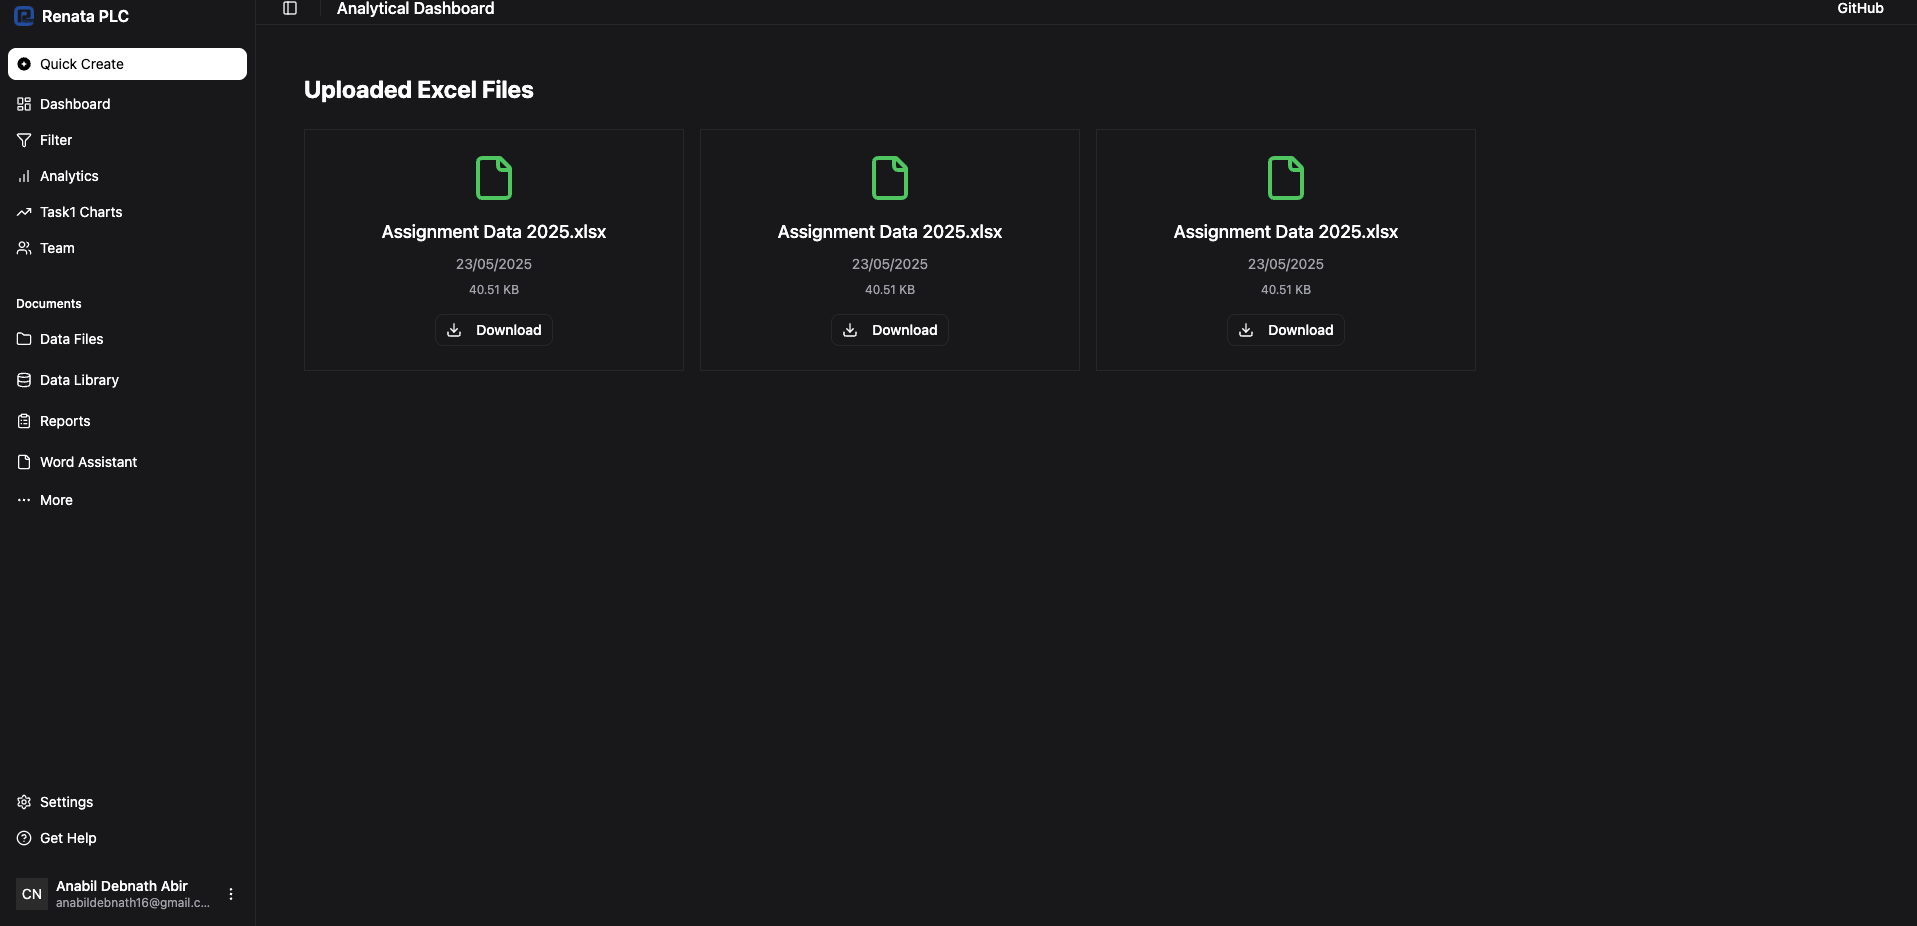 Renata PLC
Quick Create
Dashboard
Filter
Analytics
Task1 Charts
Team
Documents
Data Files
Data Library
Reports
Word Assistant
More
Settings
Get Help
CN
Anabil Debnath Abir
anabildebnath16@gmail.c...
Analytical Dashboard
GitHub
Uploaded Excel Files
Assignment Data 2025.xlsx
23/05/2025
40.51 KB
Download
Assignment Data 2025.xlsx
23/05/2025
40.51 KB
Download
Assignment Data 2025.xlsx
23/05/2025
40.51 KB
Download